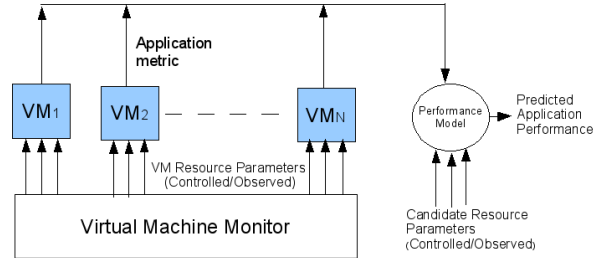 Application
metric
VM1
VM2
VMN
Performance
Model
Predicted
Application
Performance
VM Resource Parameters
(Controlled/Observed)
Virtual Machine Monitor
Candidate Resource
Parameters
(Controlled/Observed)